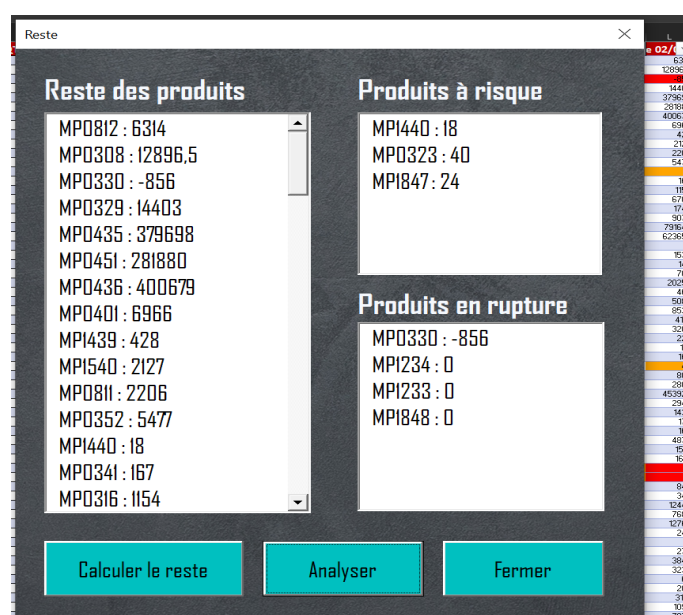 Reste
L
e 02/
Reste des produits
MP0812 : 6314
MP0308 : 12896,5
MP0330 : -856
MP0329 : 14403
MP0435 : 379698
MP0451 : 281880
MP0436 : 400679
MP0401 : 6966
MP1439 : 428
MP1540 : 2127
MP0811 : 2206
MP0352 : 5477
MP1440 : 18
MP0341 : 167
MP0316 : 1154
Produits à risque
MP1440 : 18
MP0323 : 40
MP1847 : 24
Produits en rupture
MP0330 : -856
MP1234 : 0
MP1233 : 0
MP1848 : 0
Calculer le reste
Analyser
Fermer